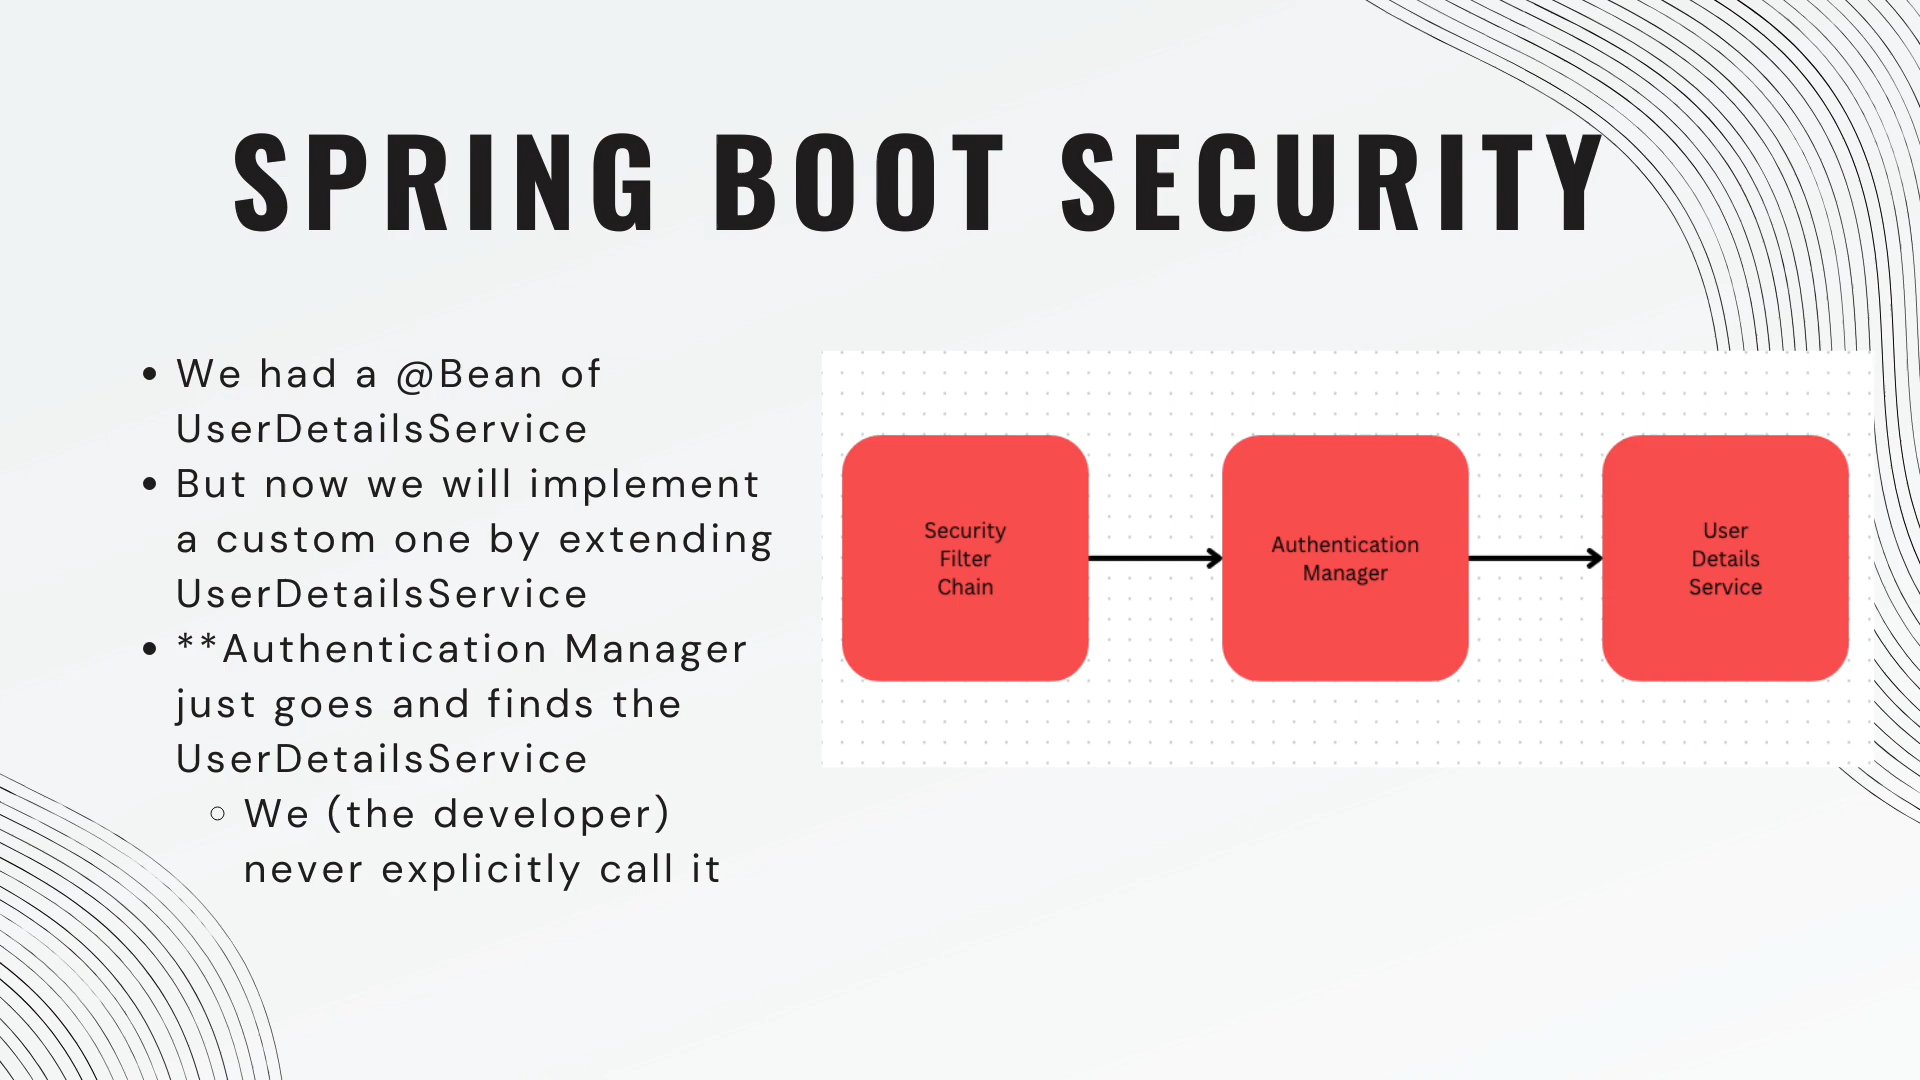 SPRING BOOT SECURITY
We had a @Bean of
UserDetailsService
But now we will implement
a custom one by extending
UserDetailsService
**Authentication Manager
just goes and finds the
UserDetailsService
We (the developer)
never explicitly call it
Security
Filter
Chain
Authentication
Manager
User
Details
Service